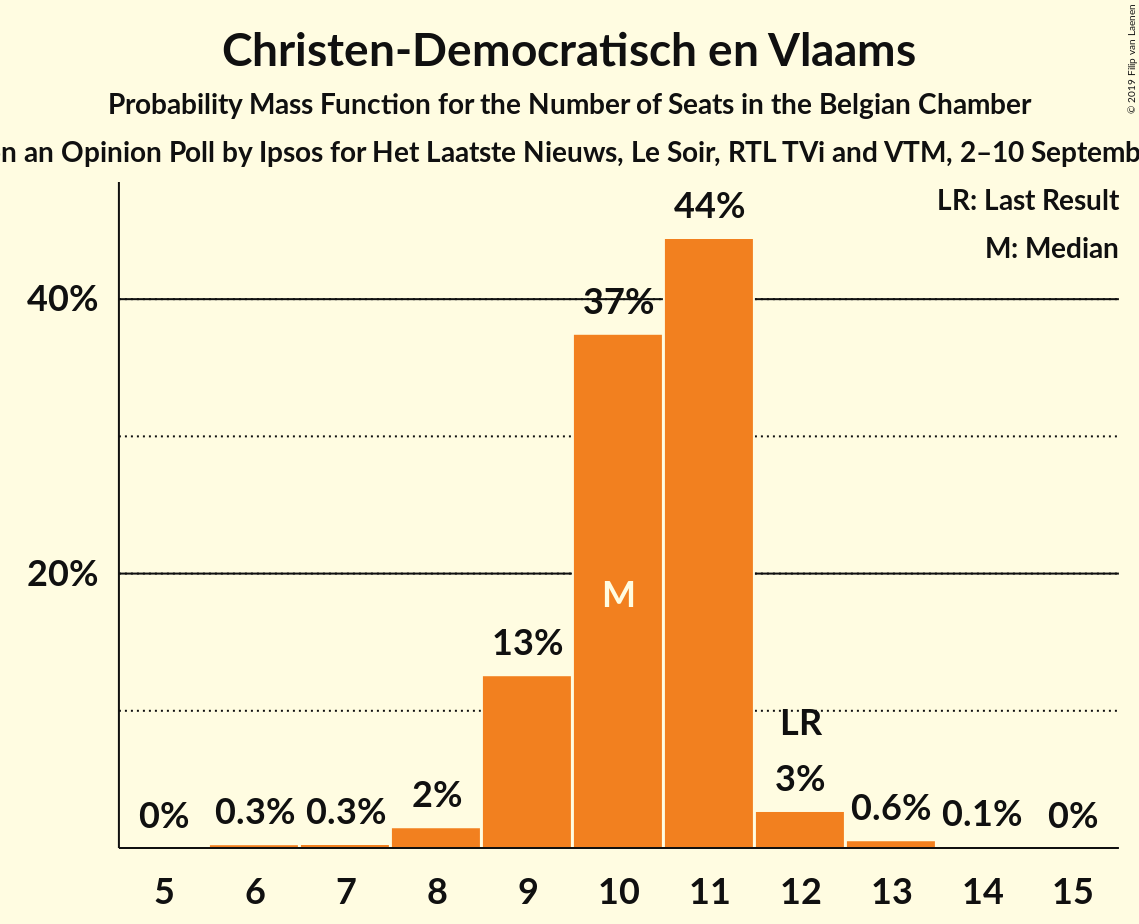 Christen-Democratisch en Vlaams
Probability Mass Function for the Number of Seats in the Belgian Chamber
an Opinion Poll by Ipsos for Het Laatste Nieuws, Le Soir, RTL TVi and VTM, 2–10
© 2019 Filip van Laenen
LR: Last Result
M: Median
44%
40%
37%
20%
M
13%
LR
3%
2%
0% 0.3% 0.3% 0.6% 0.1% 0%
5 6 7 8 9 10 11 12 13 14 15